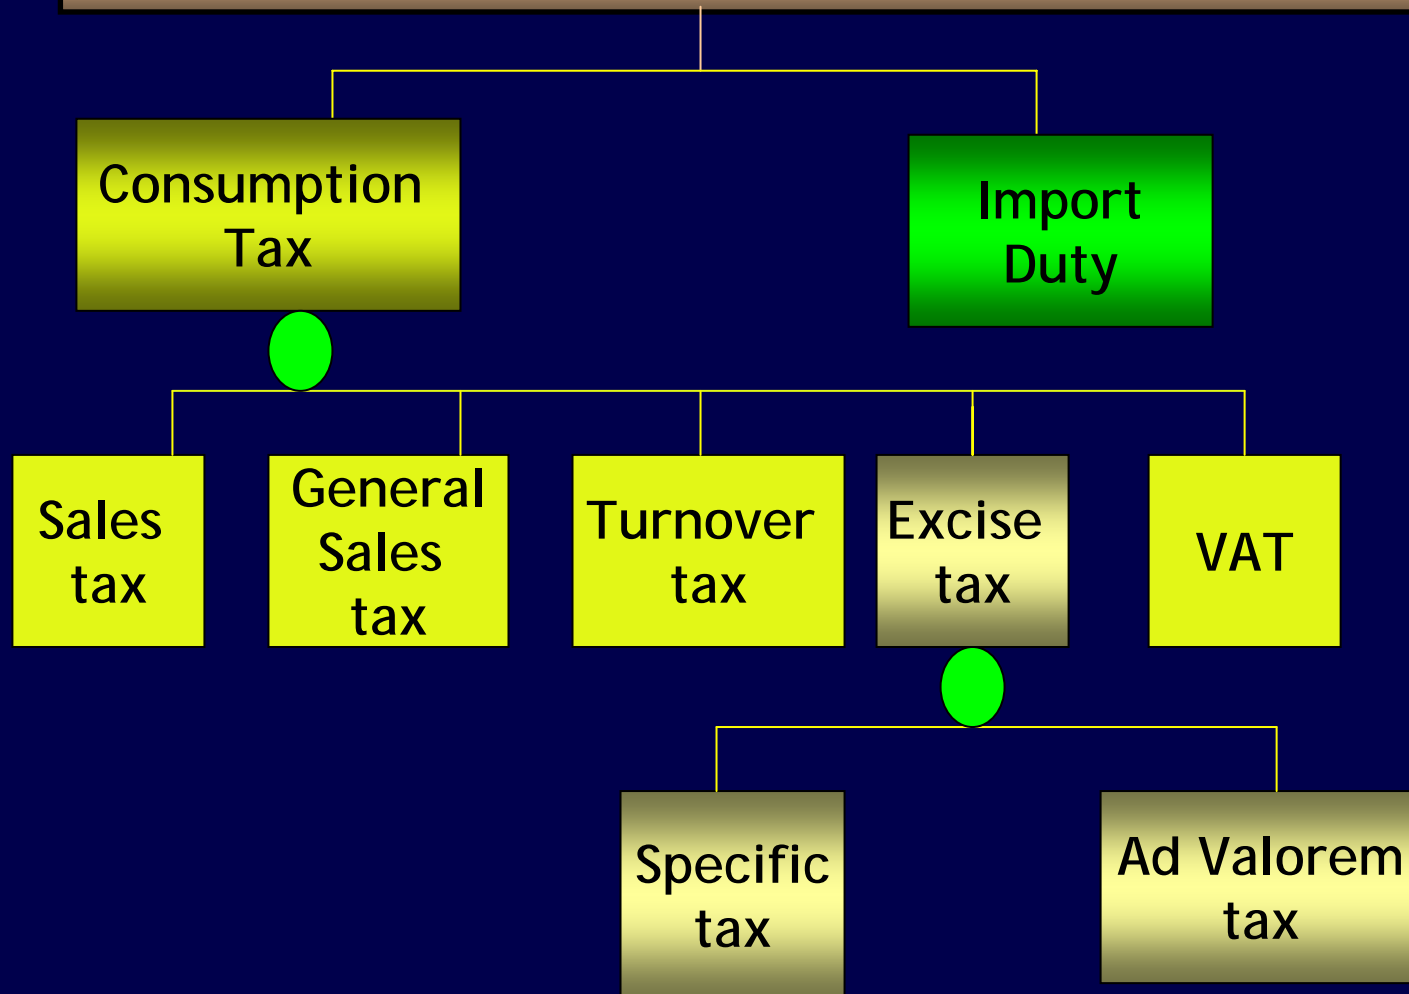 Consumption
Tax
Import
Duty
Sales
tax
General
Sales
tax
Turnover
tax
Excise
tax
VAT
Specific
tax
Ad Valorem
tax